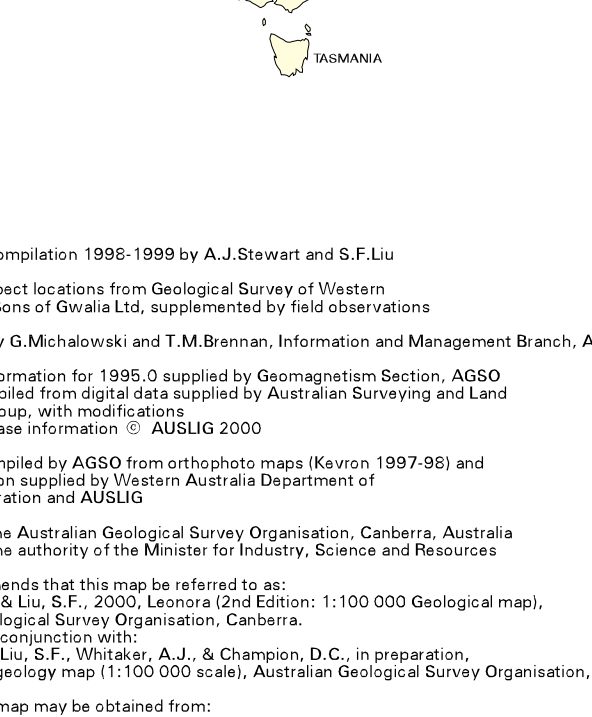 TASMANIA
ompilation 1998-1999 by A.J.Stewart and S.F.Liu
pect locations from Geological Survey of Western
Sons of Gwalia Ltd, supplemented by field observations
y G.Michalowski and T.M.Brennan, Information and Management Branch, A
ormation for 1995.0 supplied by Geomagnetism Section, AGSO
piled from digital data supplied by Australian Surveying and Land
oup, with modifications
ase information © AUSLIG 2000
mpiled by AGSO from orthophoto maps (Kevron 1997-98) and
on supplied by Western Australia Department of
ration and AUSLIG
he Australian Geological Survey Organisation, Canberra, Australia
he authority of the Minister for Industry, Science and Resources
ends that this map be referred to as:
& Liu, S.F., 2000, Leonora (2nd Edition: 1:100 000 Geological map),
logical Survey Organisation, Canberra.
conjunction with:
Liu, S.F., Whitaker, A.J., & Champion, D.C., in preparation,
geology map (1:100 000 scale), Australian Geological Survey Organisation,
map may be obtained from: